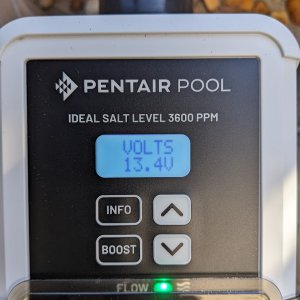 PENTAIR POOL
IDEAL SALT LEVEL 3600 PPM
VOLTS
13.4V
INFO
BOOST
FLOW